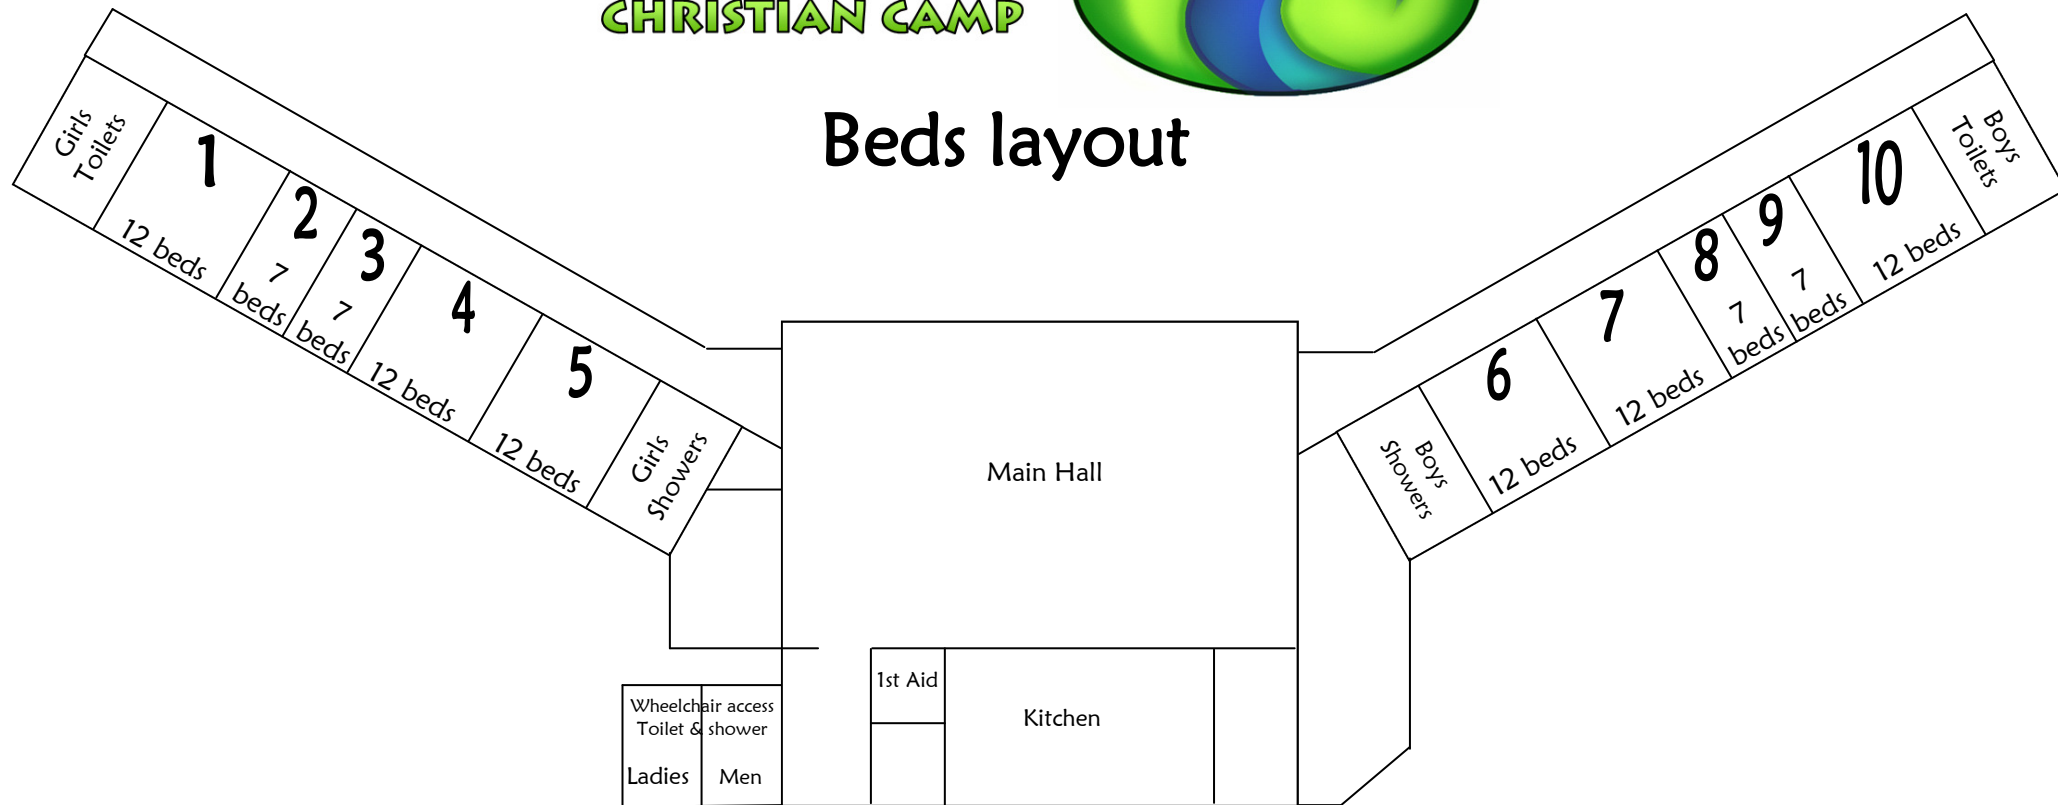 CHRISTIAN CAMP
Beds layout
Girls
Toilets
1
12 beds
2
7
beds
3
7
beds
4
12 beds
5
12 beds
Girls
Showers
Main Hall
Boys
Showers
6
12 beds
7
12 beds
8
7
beds
9
7
beds
10
12 beds
Boys
Toilets
1st Aid
Kitchen
Wheelchair access
Toilet & shower
Ladies
Men